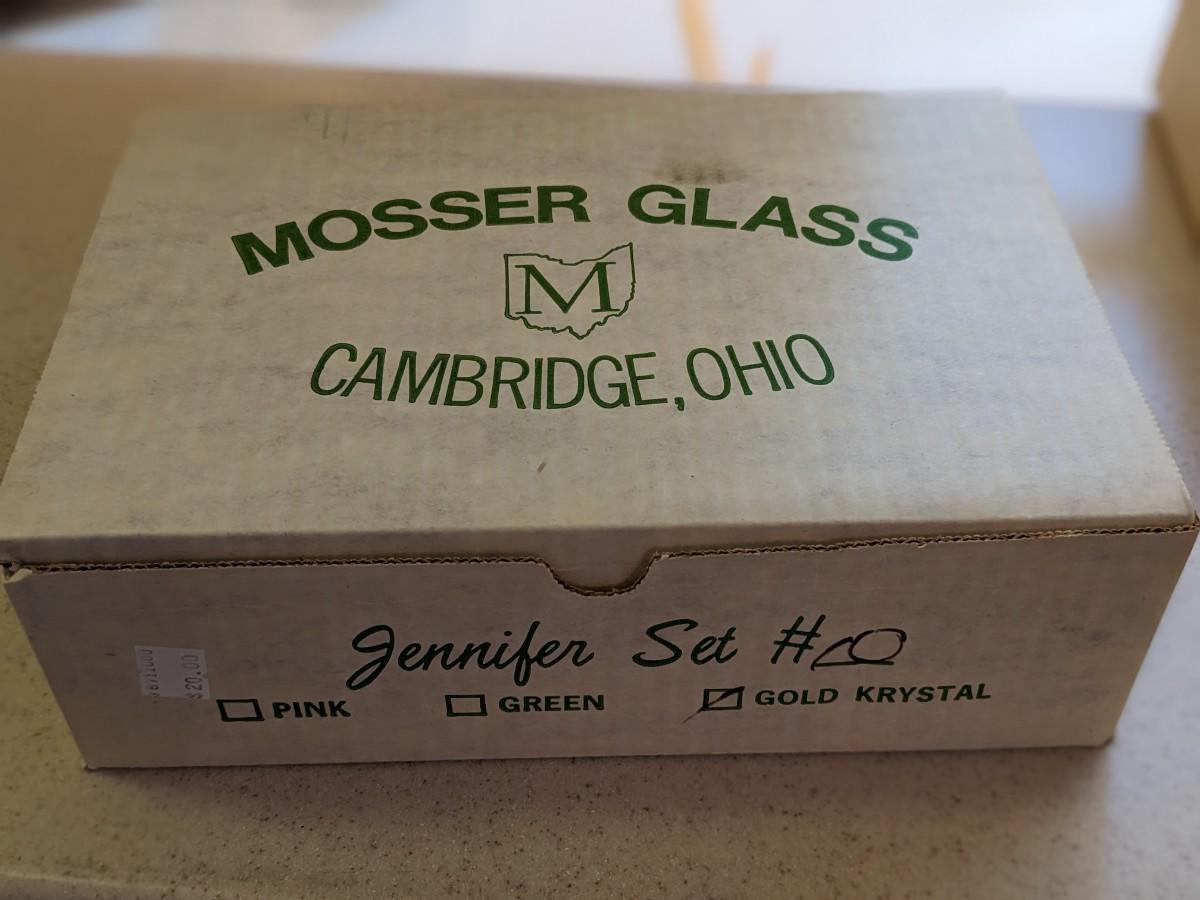 MOSSER GLASS
M
CAMBRIDGE, OHIO
Jennifer Set #
$20.00
PINK GREEN GOLD KRYSTAL